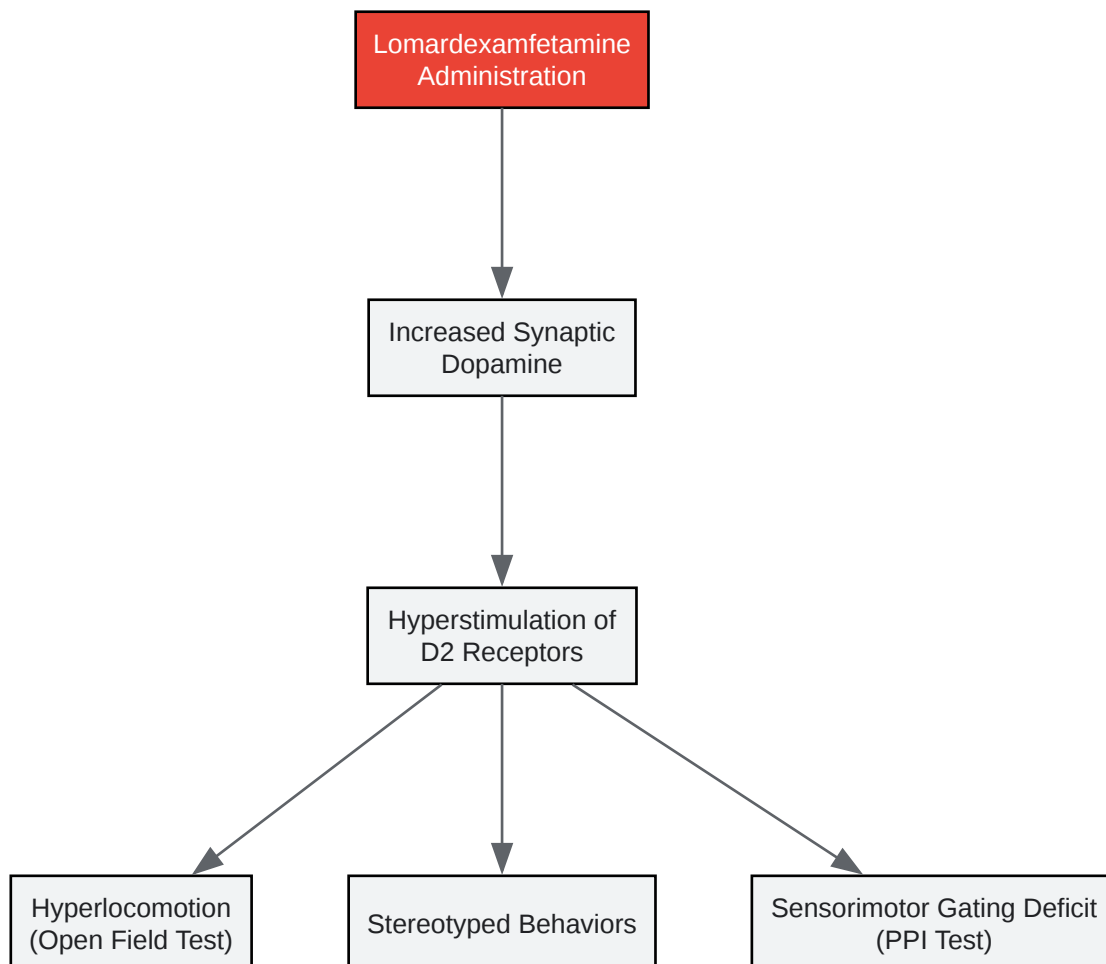 Lomardexamfetamine
Administration
Increased Synaptic
Dopamine
Hyperstimulation of
D2 Receptors
Hyperlocomotion
(Open Field Test)
Stereotyped Behaviors
Sensorimotor Gating Deficit
(PPI Test)